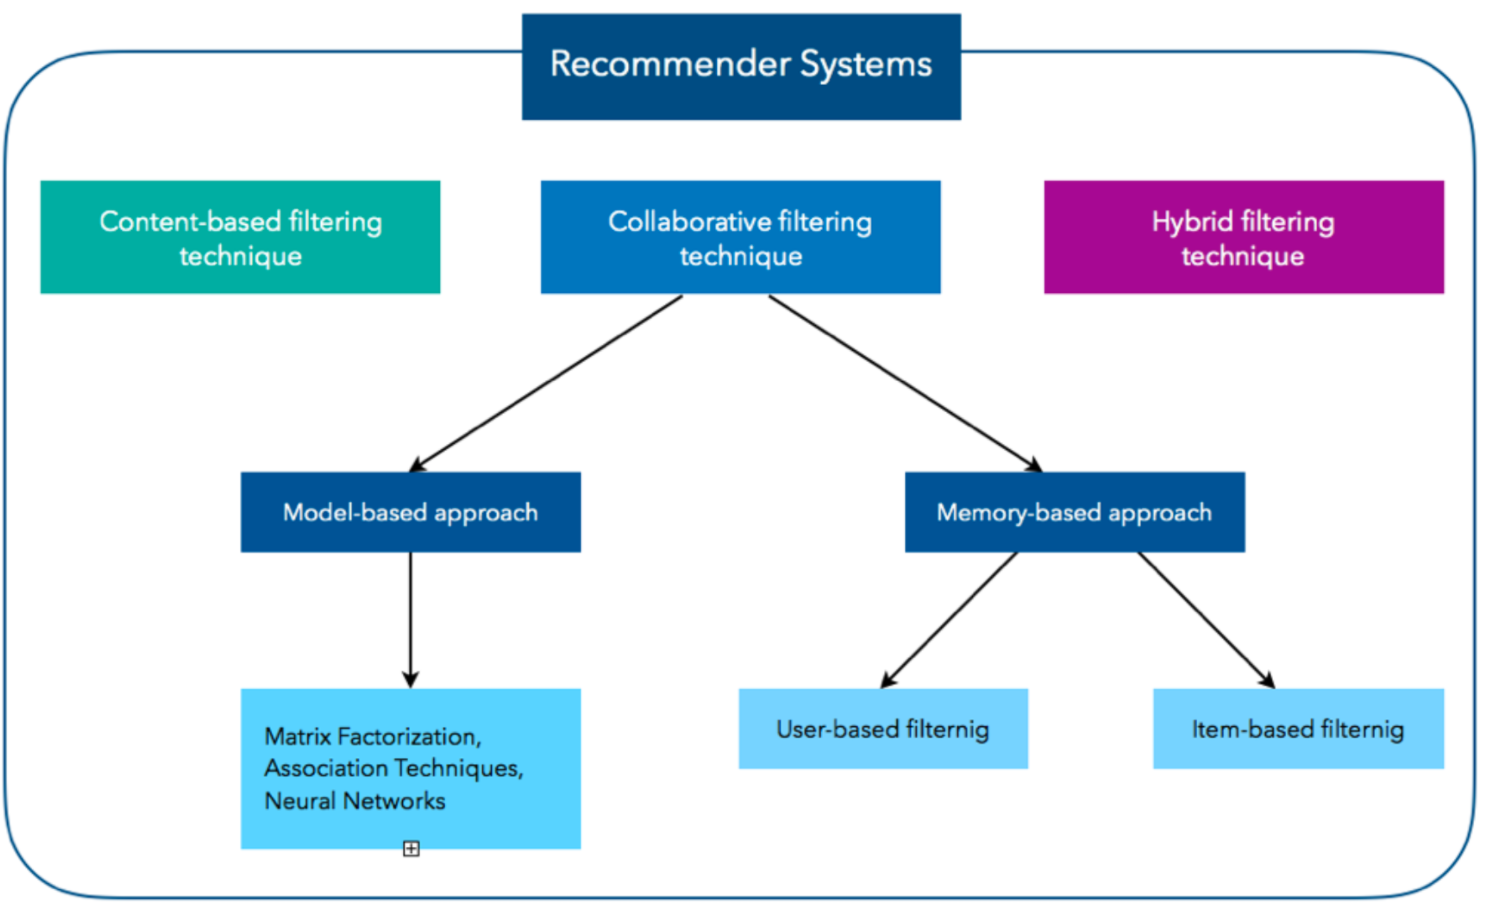 Recommender Systems
Content-based filtering
technique
Collaborative filtering
technique
Hybrid filtering
technique
Model-based approach
Memory-based approach
Matrix Factorization,
Association Techniques,
Neural Networks
User-based filternig
Item-based filternig